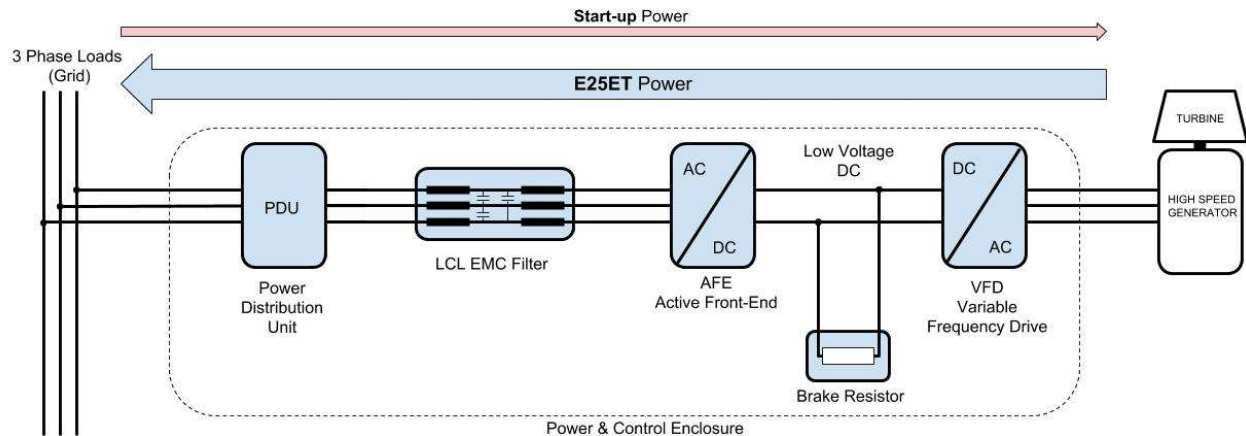 Start-up Power
3 Phase Loads
(Grid)
E25ET Power
TURBINE
Low Voltage
DC
AC
DC
DC
AC
PDU
HIGH SPEED
GENERATOR
LCL EMC Filter
Power
Distribution
Unit
AFE
Active Front-End
VFD
Variable
Frequency Drive
Brake Resistor
Power & Control Enclosure